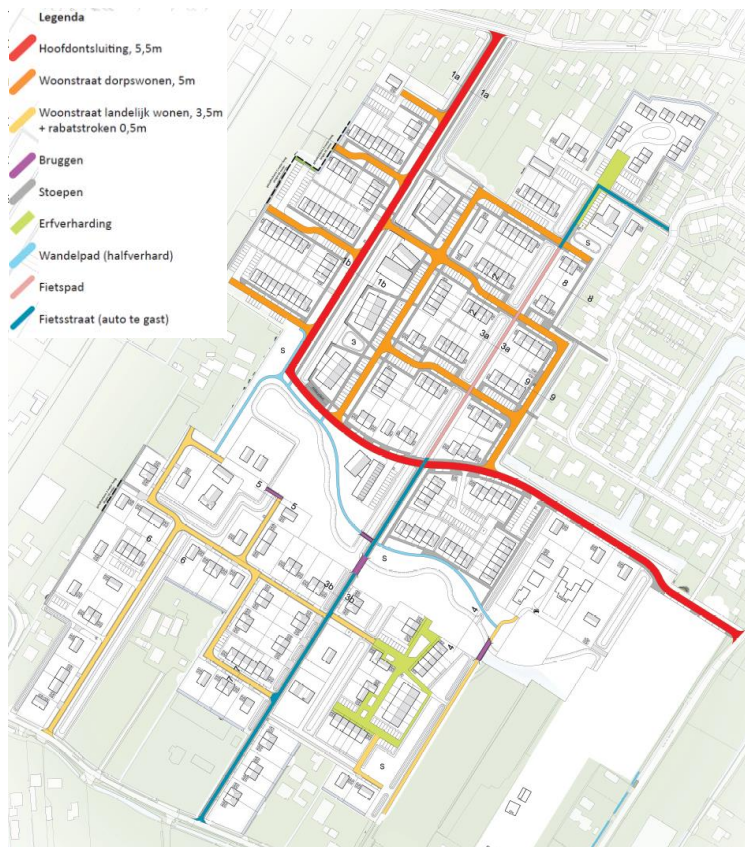 Legenda
Hoofdontsluiting, 5,5m
Woonstraat dorpswonen, 5m
Woonstraat landelijk wonen, 3,5m
+ rabatstroken 0,5m
Bruggen
Stoepen
Erfverharding
Wandelpad (halfverhard)
Fietspad
Fietsstraat (auto te gast)
1a
1a
S
1b
1b
2
8
8
2
3a
3a
S
S
9
9
5
5
6
6
S
3b
3b
4
4
7
7
S